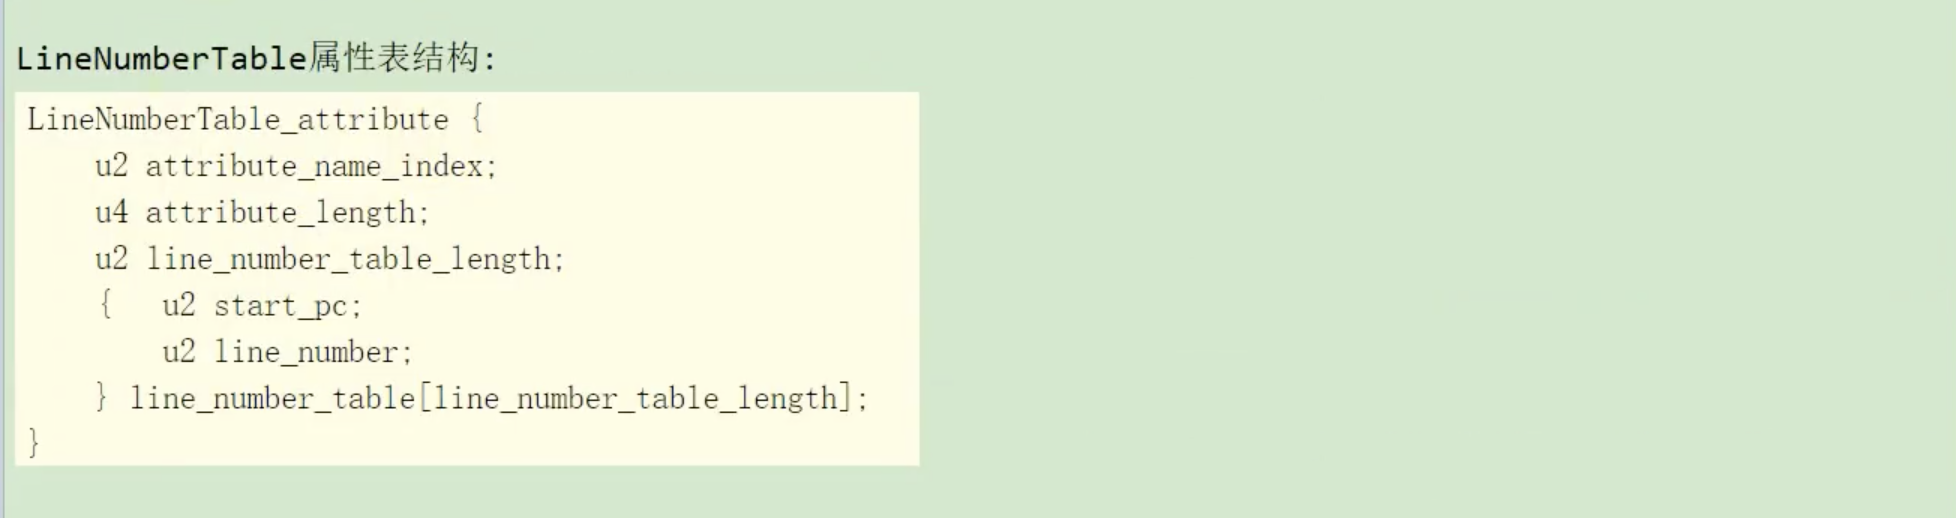 LineNumberTable属性表结构:
LineNumberTable_attribute {
    u2 attribute_name_index;
    u4 attribute_length;
    u2 line_number_table_length;
    {   u2 start_pc;
        u2 line_number;
    } line_number_table[line_number_table_length];
}